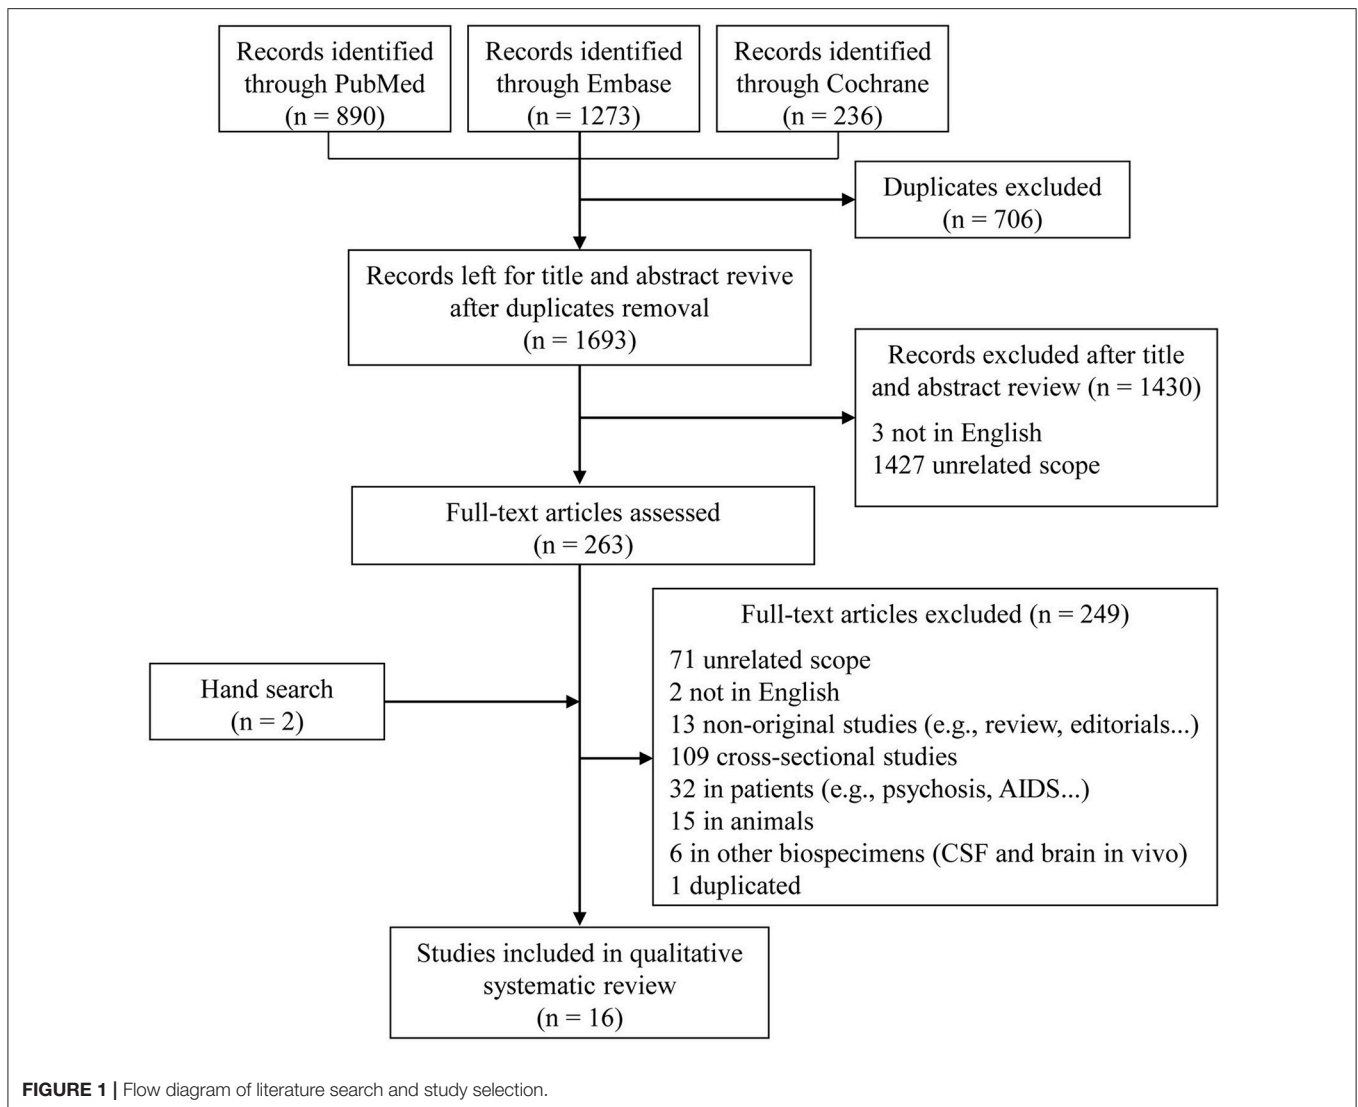 Records identified
through PubMed
(n = 890)
Records identified
through Embase
(n = 1273)
Records identified
through Cochrane
(n = 236)
Duplicates excluded
(n = 706)
Records left for title and abstract revive
after duplicates removal
(n = 1693)
Records excluded after title
and abstract review (n = 1430)
3 not in English
1427 unrelated scope
Full-text articles assessed
(n = 263)
Full-text articles excluded (n = 249)
71 unrelated scope
2 not in English
13 non-original studies (e.g., review, editorials...)
109 cross-sectional studies
32 in patients (e.g., psychosis, AIDS...)
15 in animals
6 in other biospecimens (CSF and brain in vivo)
1 duplicated
Hand search
(n = 2)
Studies included in qualitative
systematic review
(n = 16)
FIGURE 1 | Flow diagram of literature search and study selection.